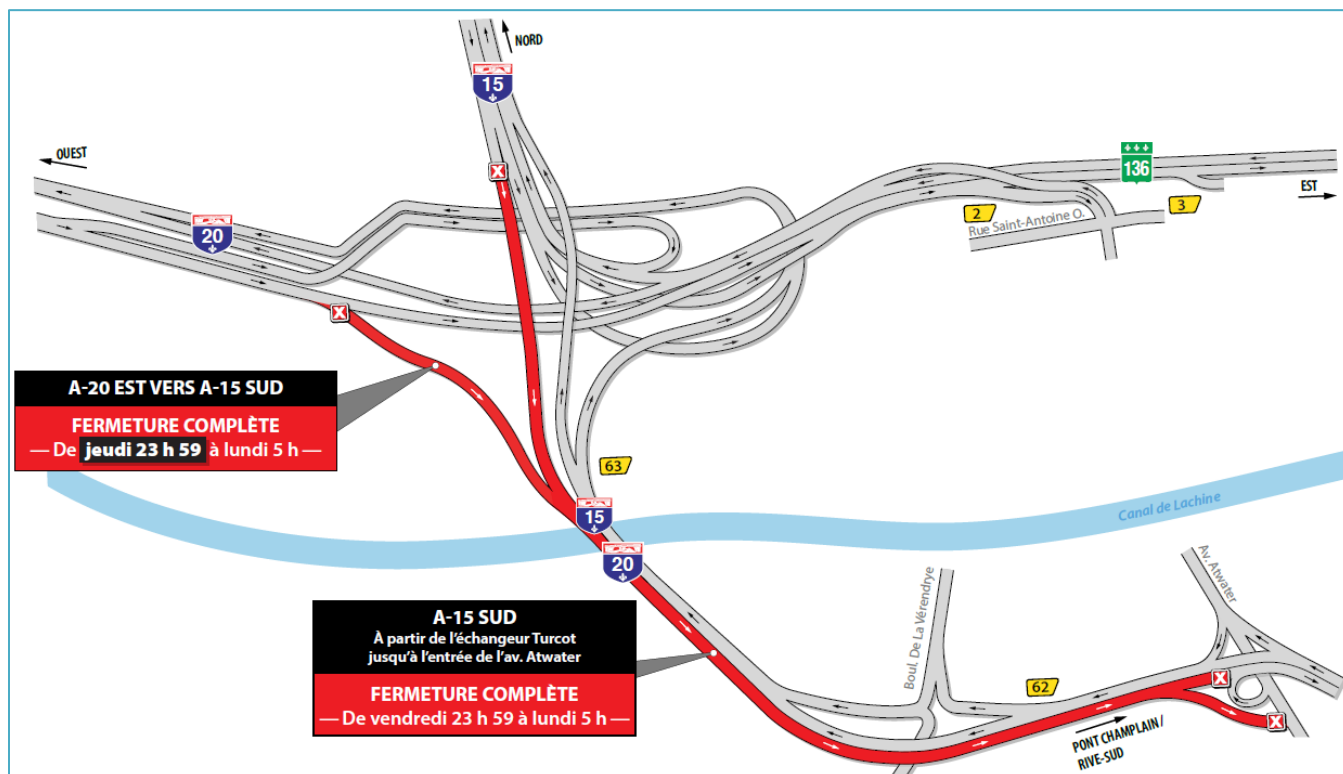 NORD
15
OUEST
136
EST
2
3
Rue Saint-Antoine O.
20
A-20 EST VERS A-15 SUD
FERMETURE COMPLÈTE
— De jeudi 23 h 59 à lundi 5 h —
63
15
Canal de Lachine
20
Av. Atwater
A-15 SUD
À partir de l'échangeur Turcot
jusqu'à l'entrée de l'av. Atwater
FERMETURE COMPLÈTE
— De vendredi 23 h 59 à lundi 5 h —
Boul. De La Vérendrye
62
PONT CHAMPLAIN/
RIVE-SUD